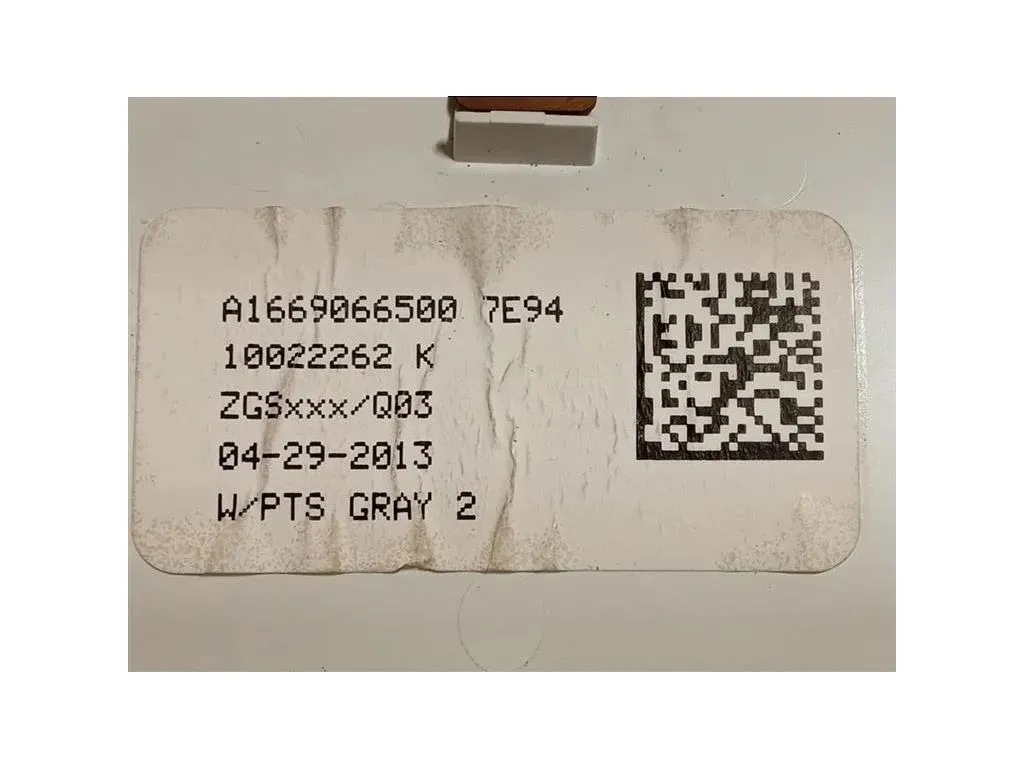 A1669066500 7E94
10022262 K
ZGSxxx/Q03
04-29-2013
W/PTS GRAY 2